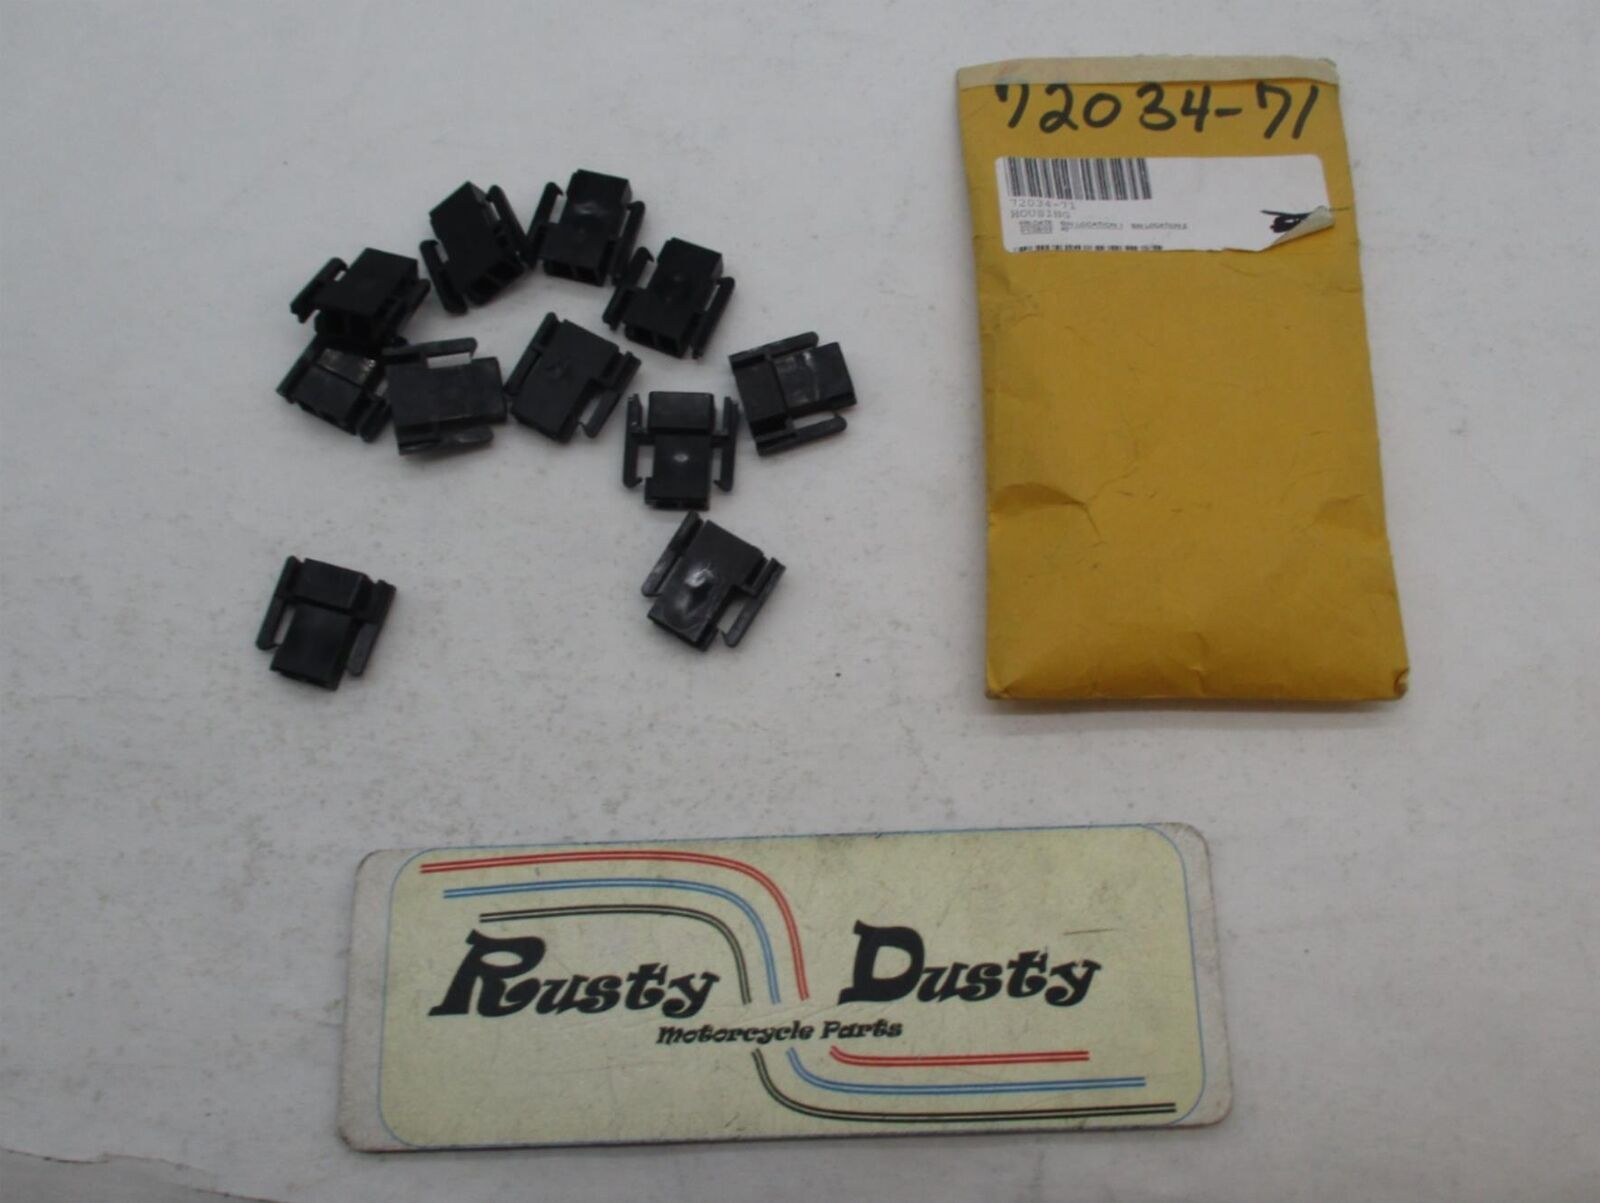 72034-71
72034-71
HOUSING
Rusty Dusty
Motorcycle Parts